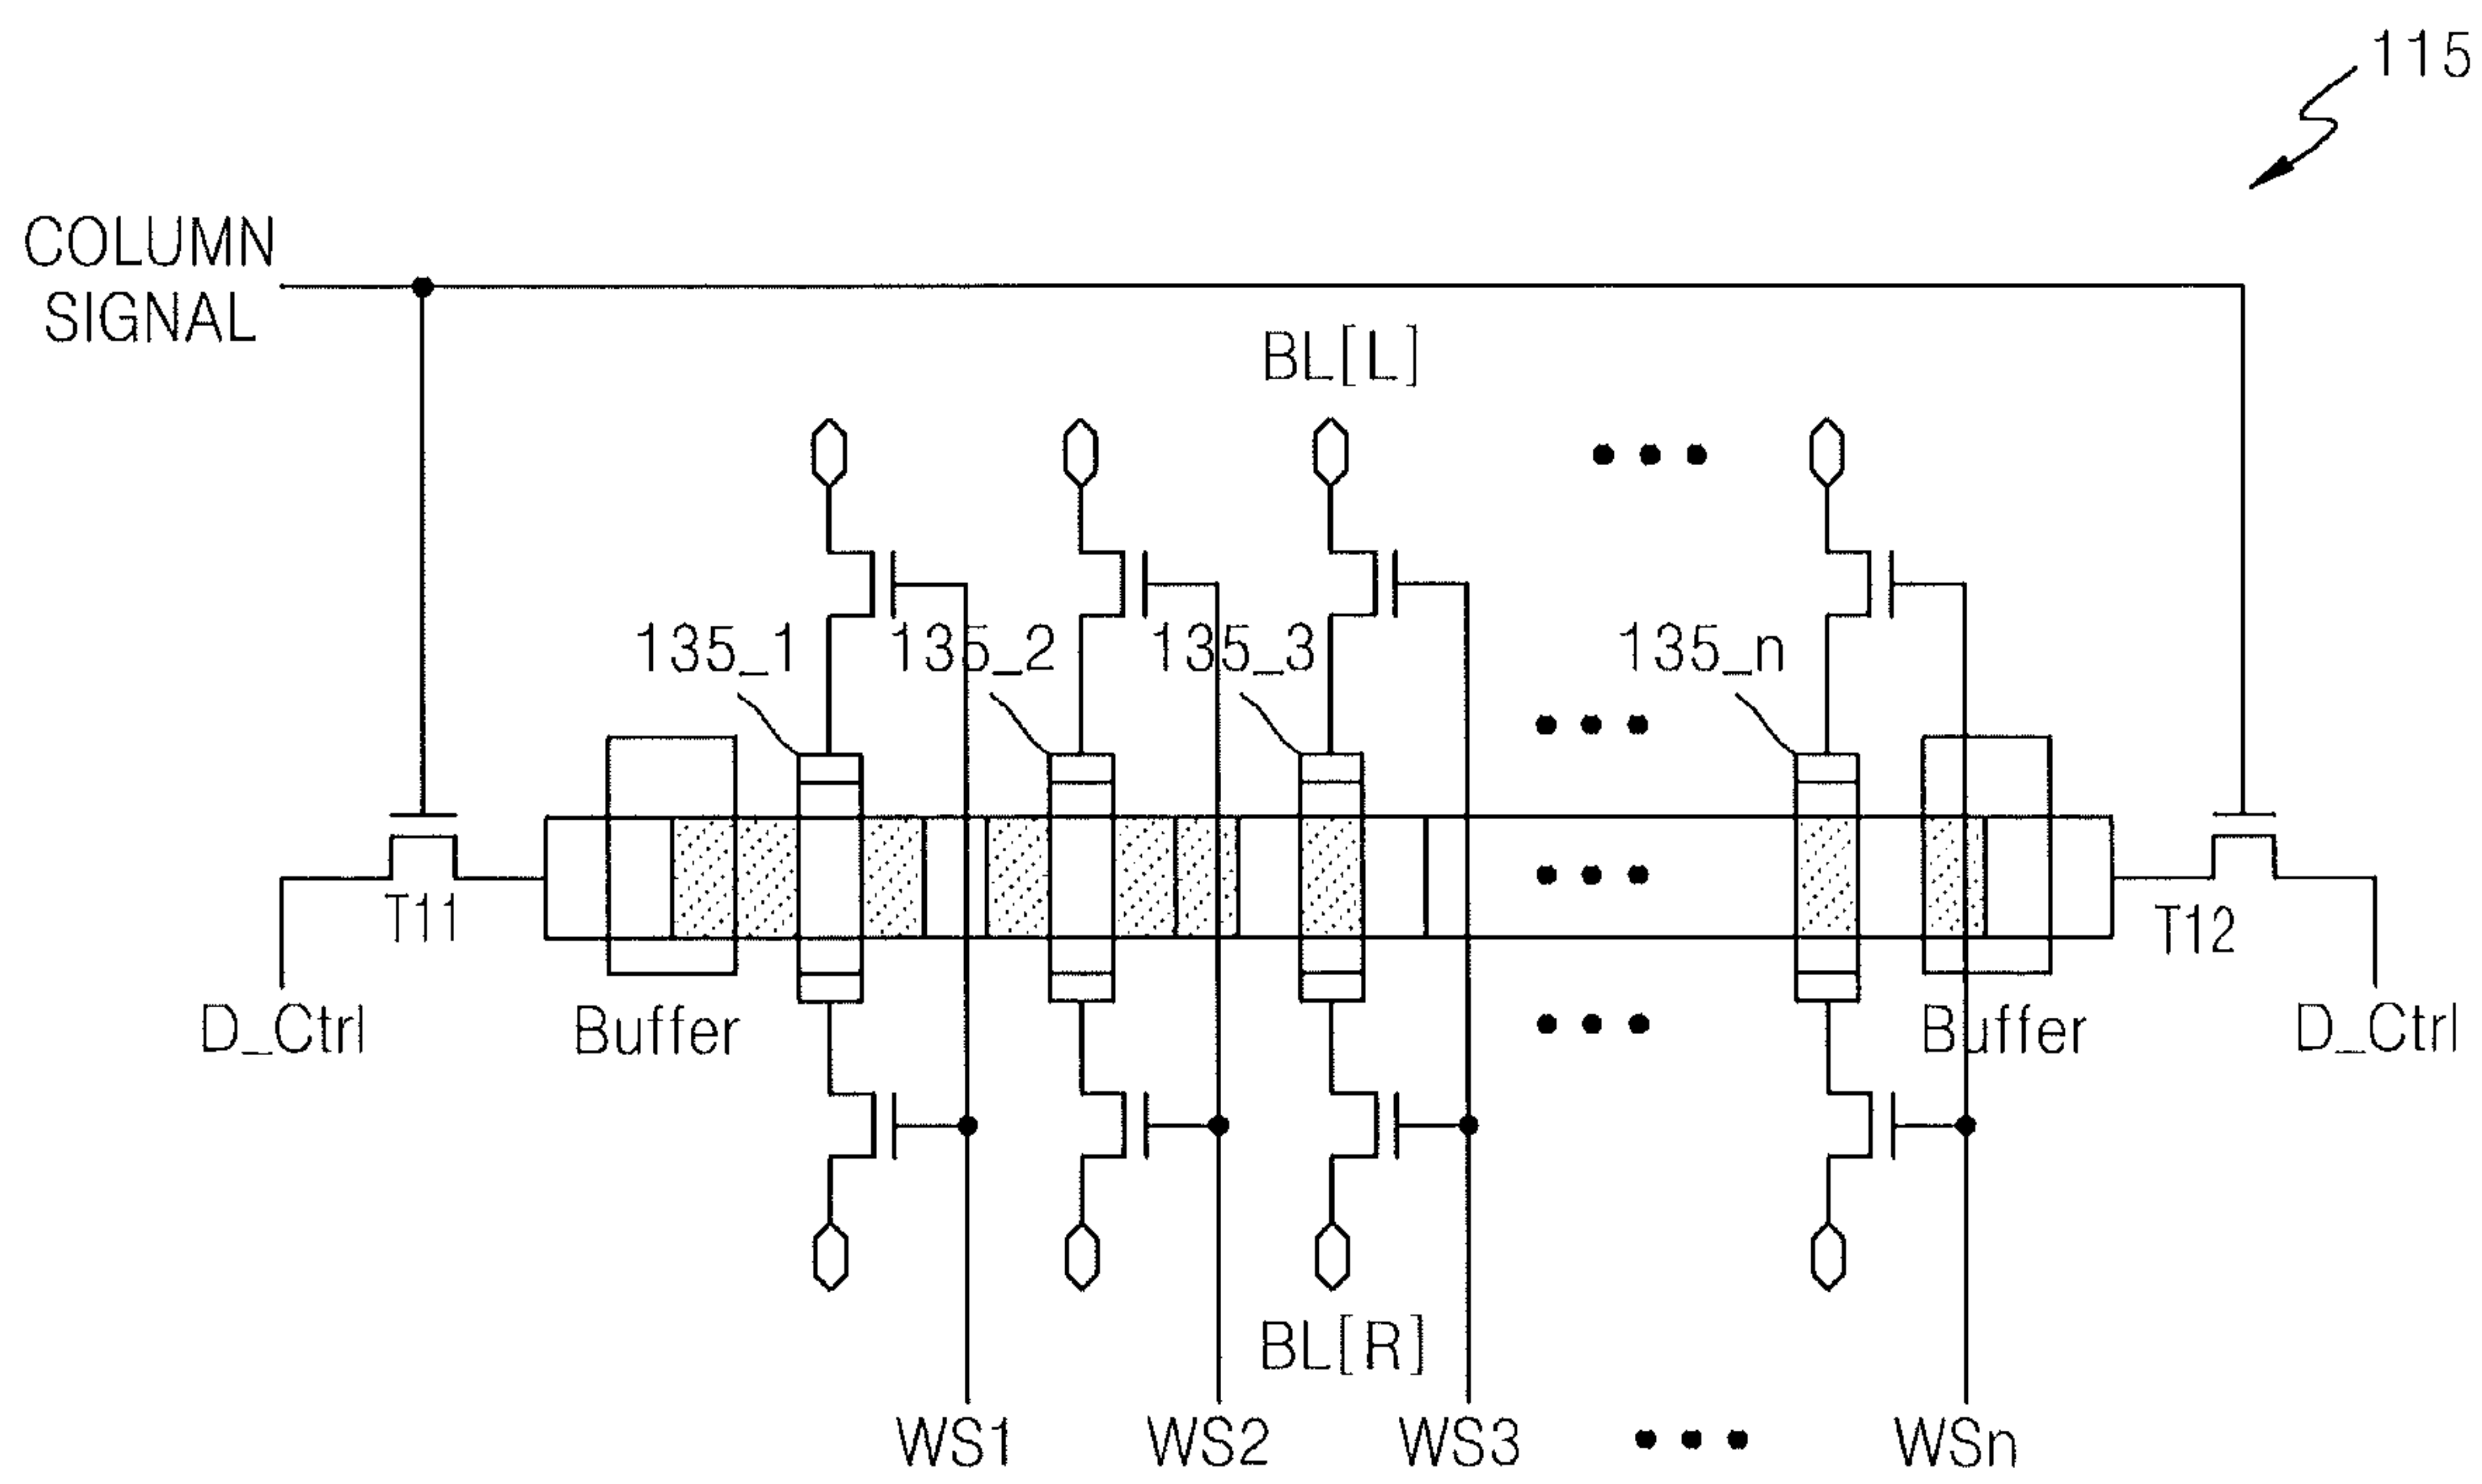 115
COLUMN
SIGNAL
BL[L]
135_1
135_2
135_3
135_n
T11
T12
D_Ctrl
Buffer
Buffer
D_Ctrl
BL[R]
WS1
WS2
WS3
WSn